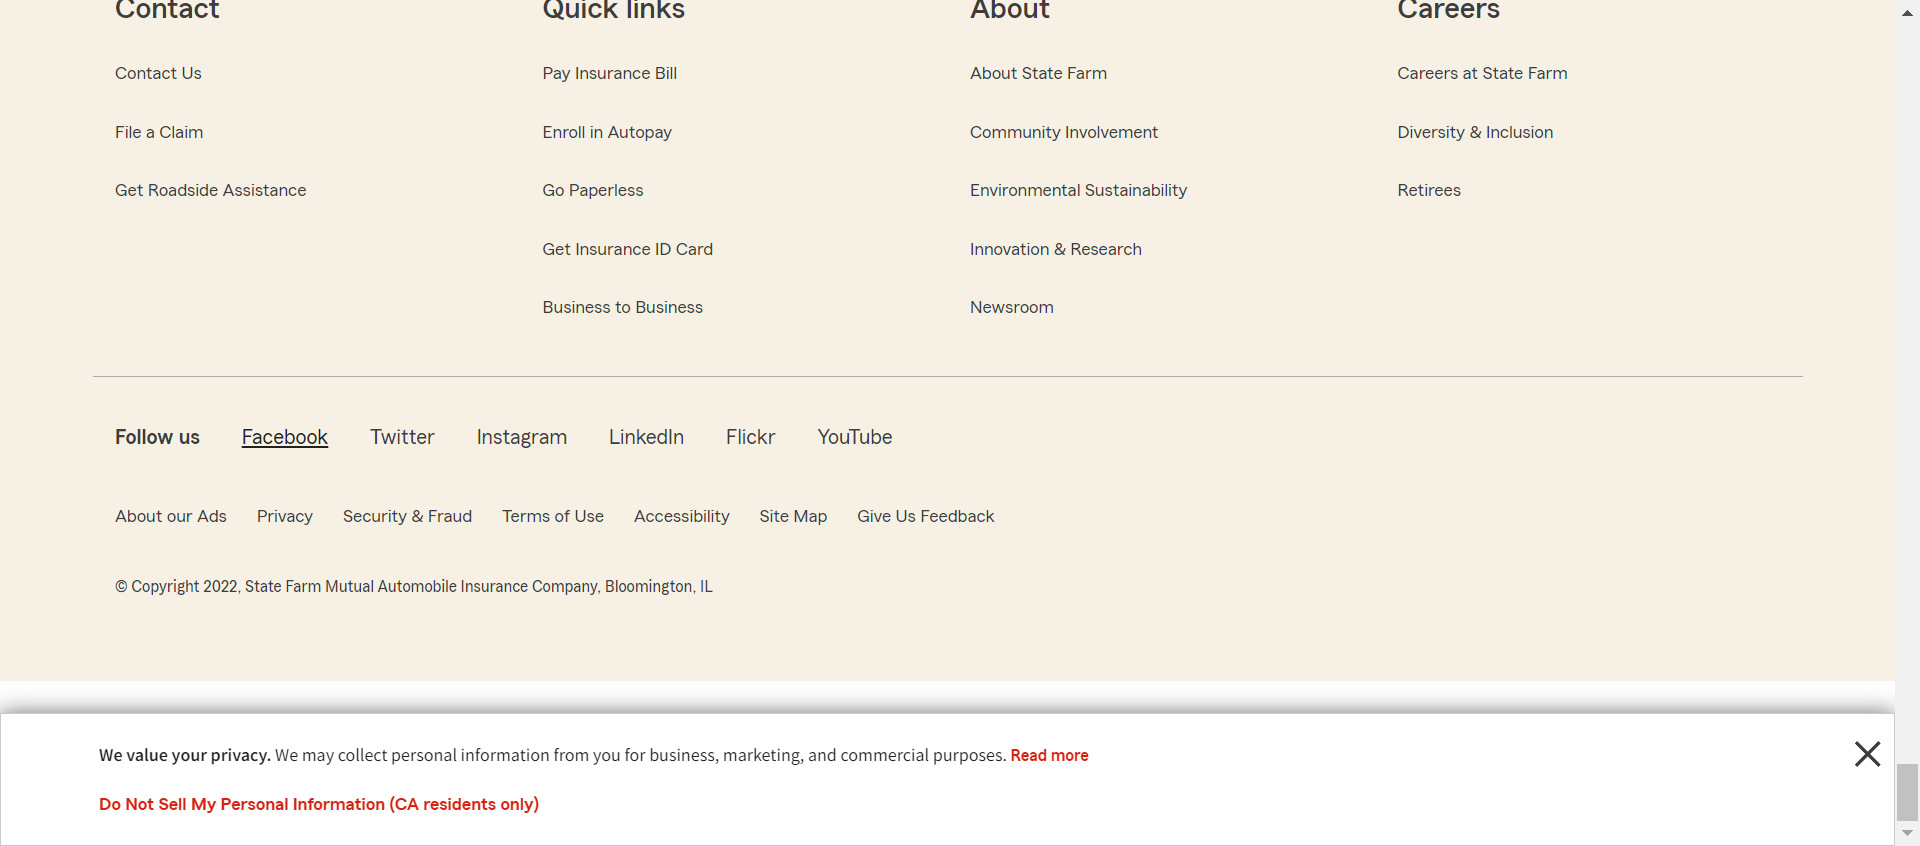 Contact
Contact Us
File a Claim
Get Roadside Assistance
Quick links
Pay Insurance Bill
Enroll in Autopay
Go Paperless
Get Insurance ID Card
Business to Business
About
About State Farm
Community Involvement
Environmental Sustainability
Innovation & Research
Newsroom
Careers
Careers at State Farm
Diversity & Inclusion
Retirees
Follow us Facebook Twitter Instagram LinkedIn Flickr YouTube
About our Ads Privacy Security & Fraud Terms of Use Accessibility Site Map Give Us Feedback
© Copyright 2022, State Farm Mutual Automobile Insurance Company, Bloomington, IL
We value your privacy. We may collect personal information from you for business, marketing, and commercial purposes. Read more
Do Not Sell My Personal Information (CA residents only)